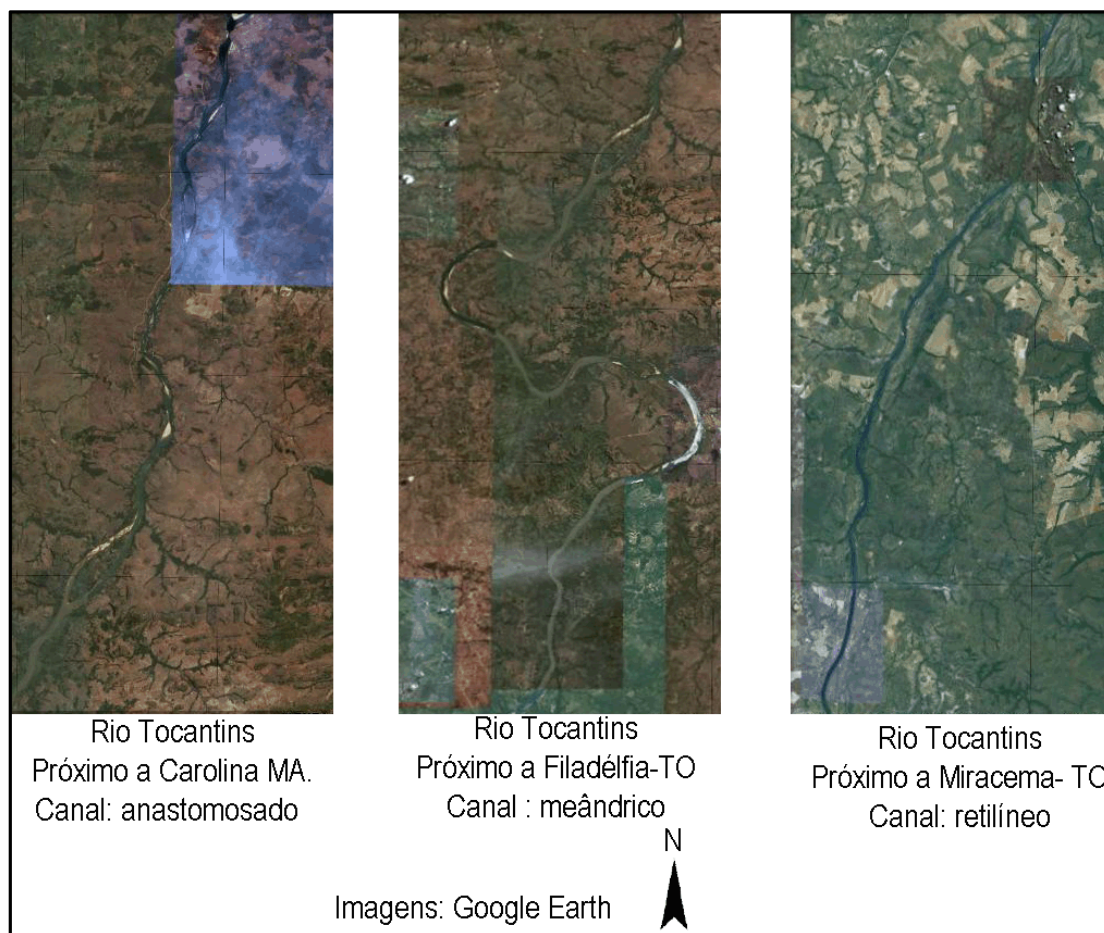 Rio Tocantins
Próximo a Carolina MA.
Canal: anastomosado
Rio Tocantins
Próximo a Filadélfia-TO
Canal : meândrico
Rio Tocantins
Próximo a Miracema- TO
Canal: retilíneo
N
Imagens: Google Earth